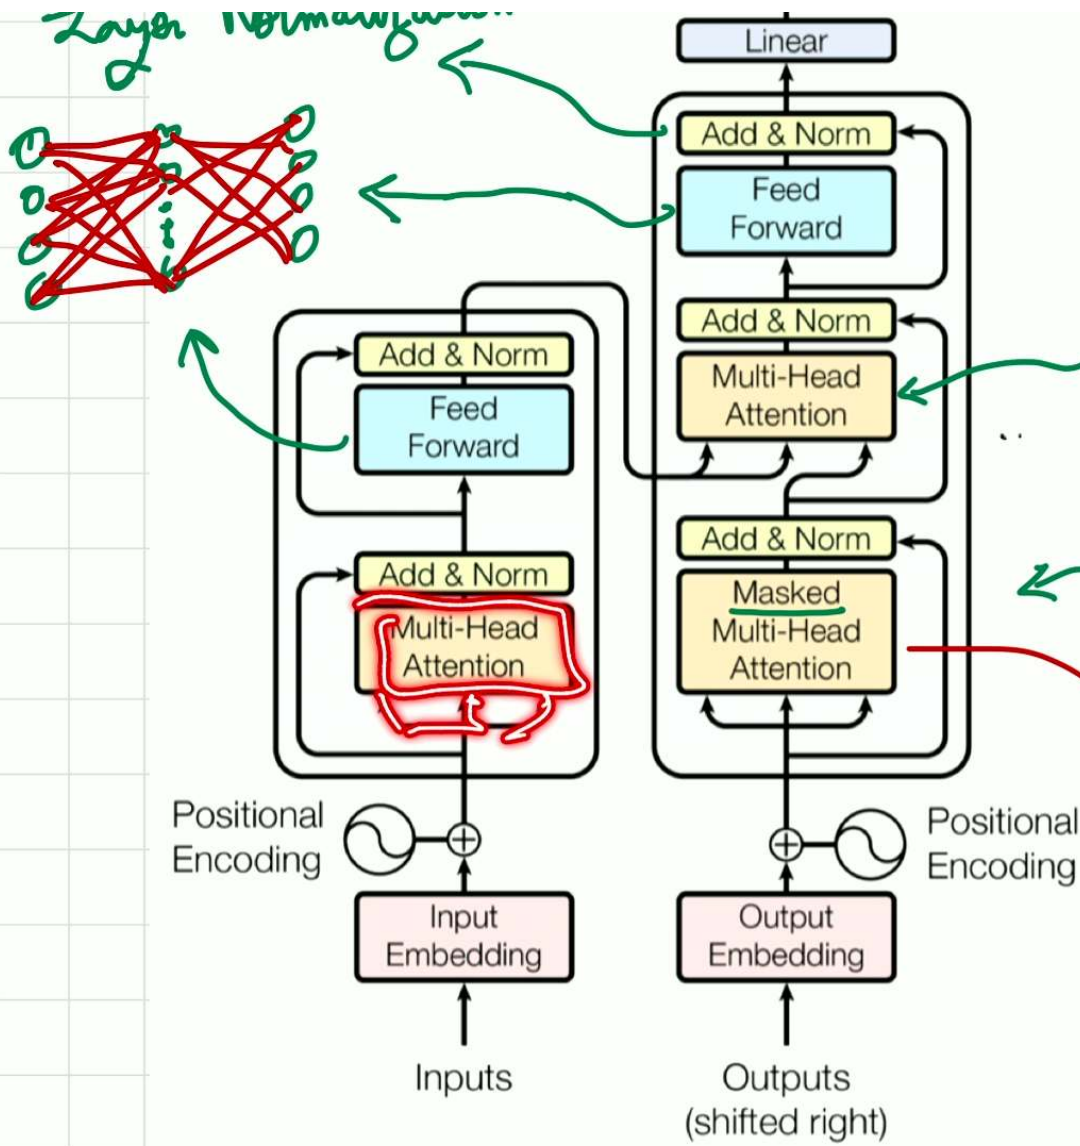 Layer
Linear
Add & Norm
Feed
Forward
Add & Norm
Multi-Head
Attention
Add & Norm
Masked
Multi-Head
Attention
Add & Norm
Feed
Forward
Add & Norm
Multi-Head
Attention
Positional
Encoding
Positional
Encoding
Input
Embedding
Output
Embedding
Inputs
Outputs
(shifted right)